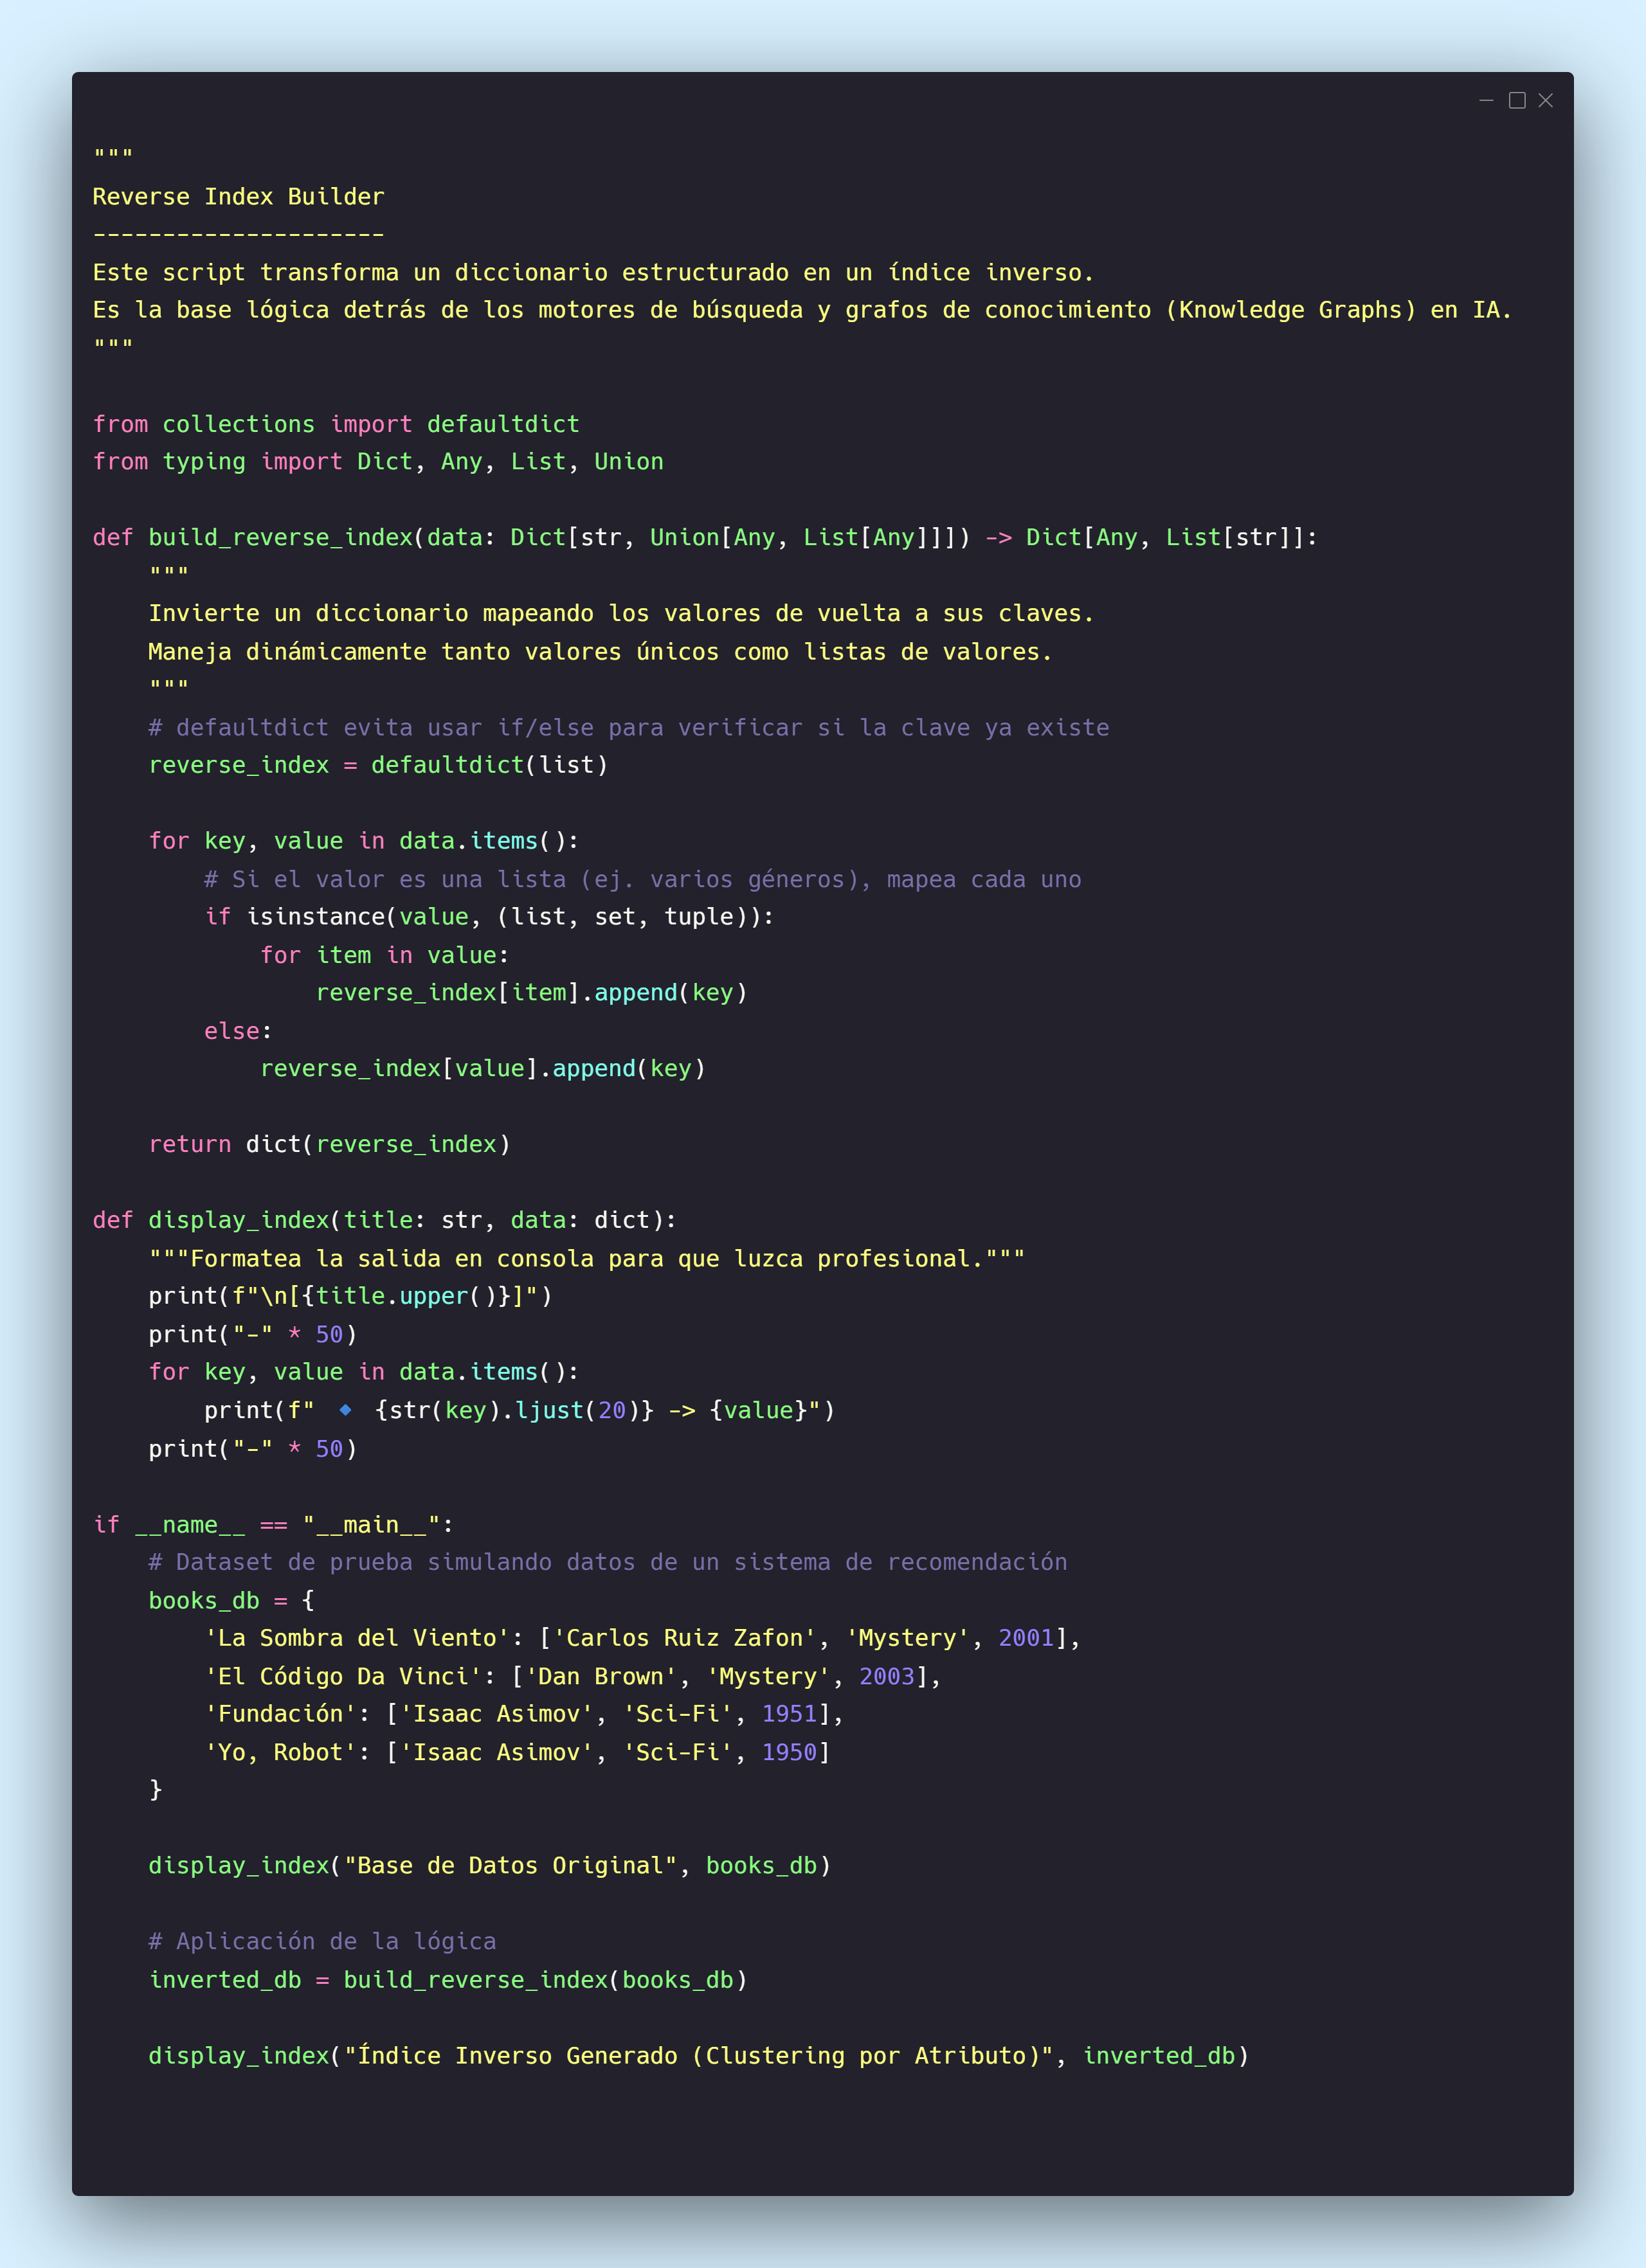 """
Reverse Index Builder
---------------------
Este script transforma un diccionario estructurado en un índice inverso.
Es la base lógica detrás de los motores de búsqueda y grafos de conocimiento (Knowledge Graphs) en IA.
"""

from collections import defaultdict
from typing import Dict, Any, List, Union

def build_reverse_index(data: Dict[str, Union[Any, List[Any]]]) -> Dict[Any, List[str]]:
    """
    Invierte un diccionario mapeando los valores de vuelta a sus claves.
    Maneja dinámicamente tanto valores únicos como listas de valores.
    """
    # defaultdict evita usar if/else para verificar si la clave ya existe
    reverse_index = defaultdict(list)

    for key, value in data.items():
        # Si el valor es una lista (ej. varios géneros), mapea cada uno
        if isinstance(value, (list, set, tuple)):
            for item in value:
                reverse_index[item].append(key)
        else:
            reverse_index[value].append(key)

    return dict(reverse_index)

def display_index(title: str, data: dict):
    """Formatea la salida en consola para que luzca profesional."""
    print(f"\n[{title.upper()}]")
    print("-" * 50)
    for key, value in data.items():
        print(f" 🔹 {str(key).ljust(20)} -> {value}")
    print("-" * 50)

if __name__ == "__main__":
    # Dataset de prueba simulando datos de un sistema de recomendación
    books_db = {
        'La Sombra del Viento': ['Carlos Ruiz Zafon', 'Mystery', 2001],
        'El Código Da Vinci': ['Dan Brown', 'Mystery', 2003],
        'Fundación': ['Isaac Asimov', 'Sci-Fi', 1951],
        'Yo, Robot': ['Isaac Asimov', 'Sci-Fi', 1950]
    }

    display_index("Base de Datos Original", books_db)

    # Aplicación de la lógica
    inverted_db = build_reverse_index(books_db)

    display_index("Índice Inverso Generado (Clustering por Atributo)", inverted_db)